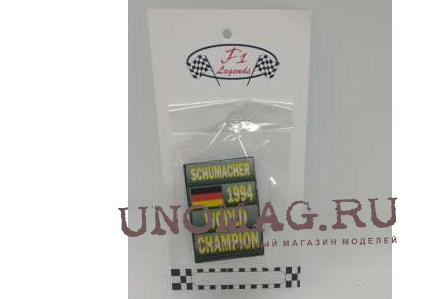 F1
Legends
SCHUMACHER
1994
CHAMPION
UNOMAG.RU
МАГАЗИН МОДЕЛЕЙ